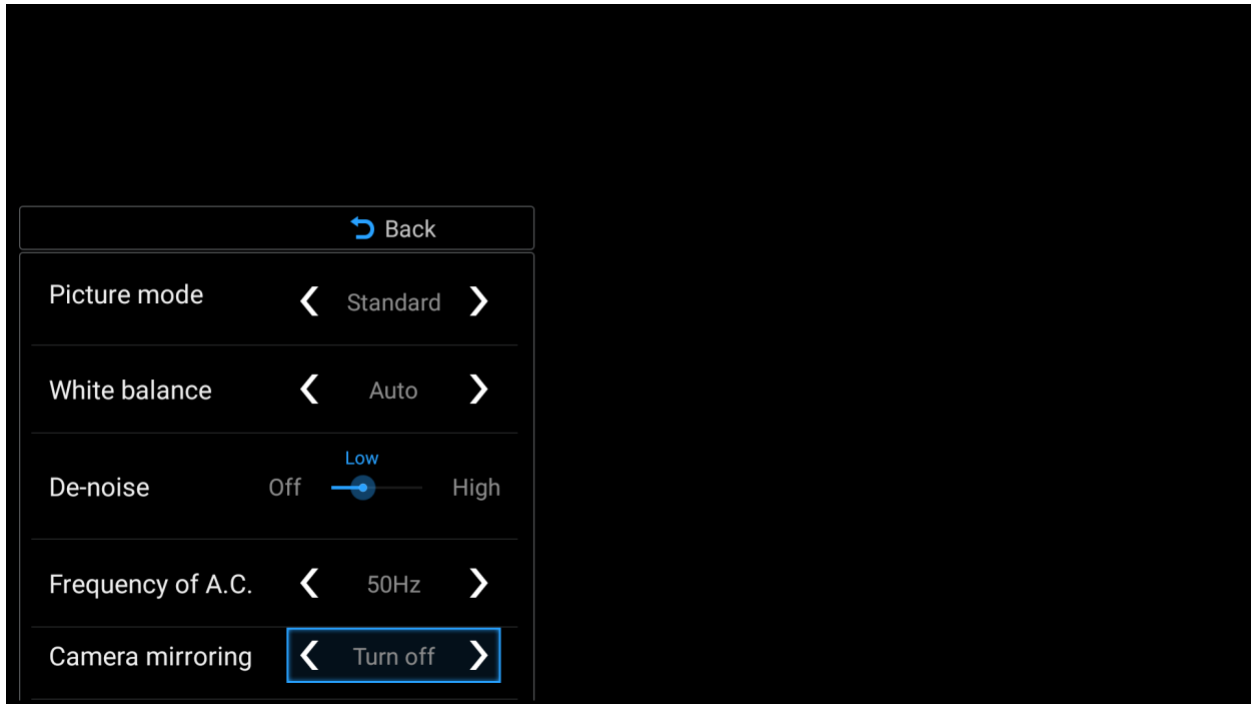 Back
Picture mode Standard
White balance Auto
Low
De-noise Off High
Frequency of A.C. 50Hz
Camera mirroring Turn off